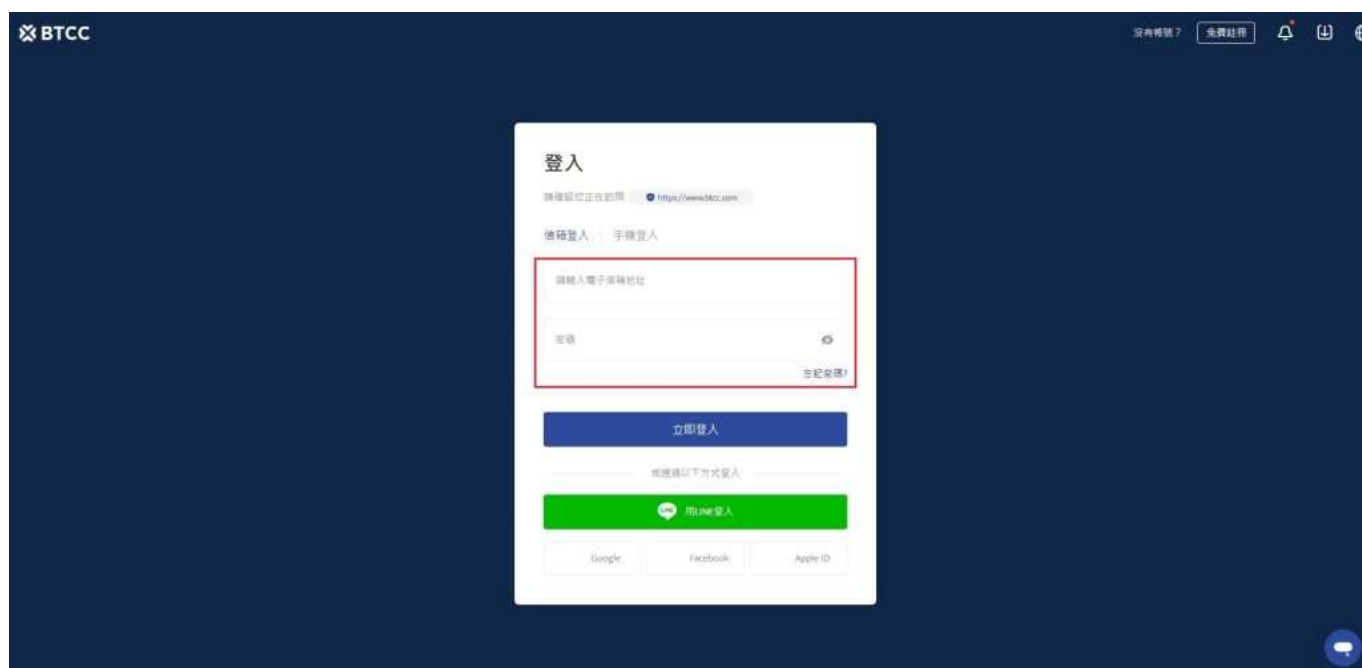 BTCC
沒有帳號？ 免費註冊
登入
請確認您正在訪問 https://www.btcc.com
信箱登入 手機登入
請輸入電子信箱地址
密碼
忘記密碼?
立即登入
或通過以下方式登入
LINE 用LINE登入
Google Facebook Apple ID